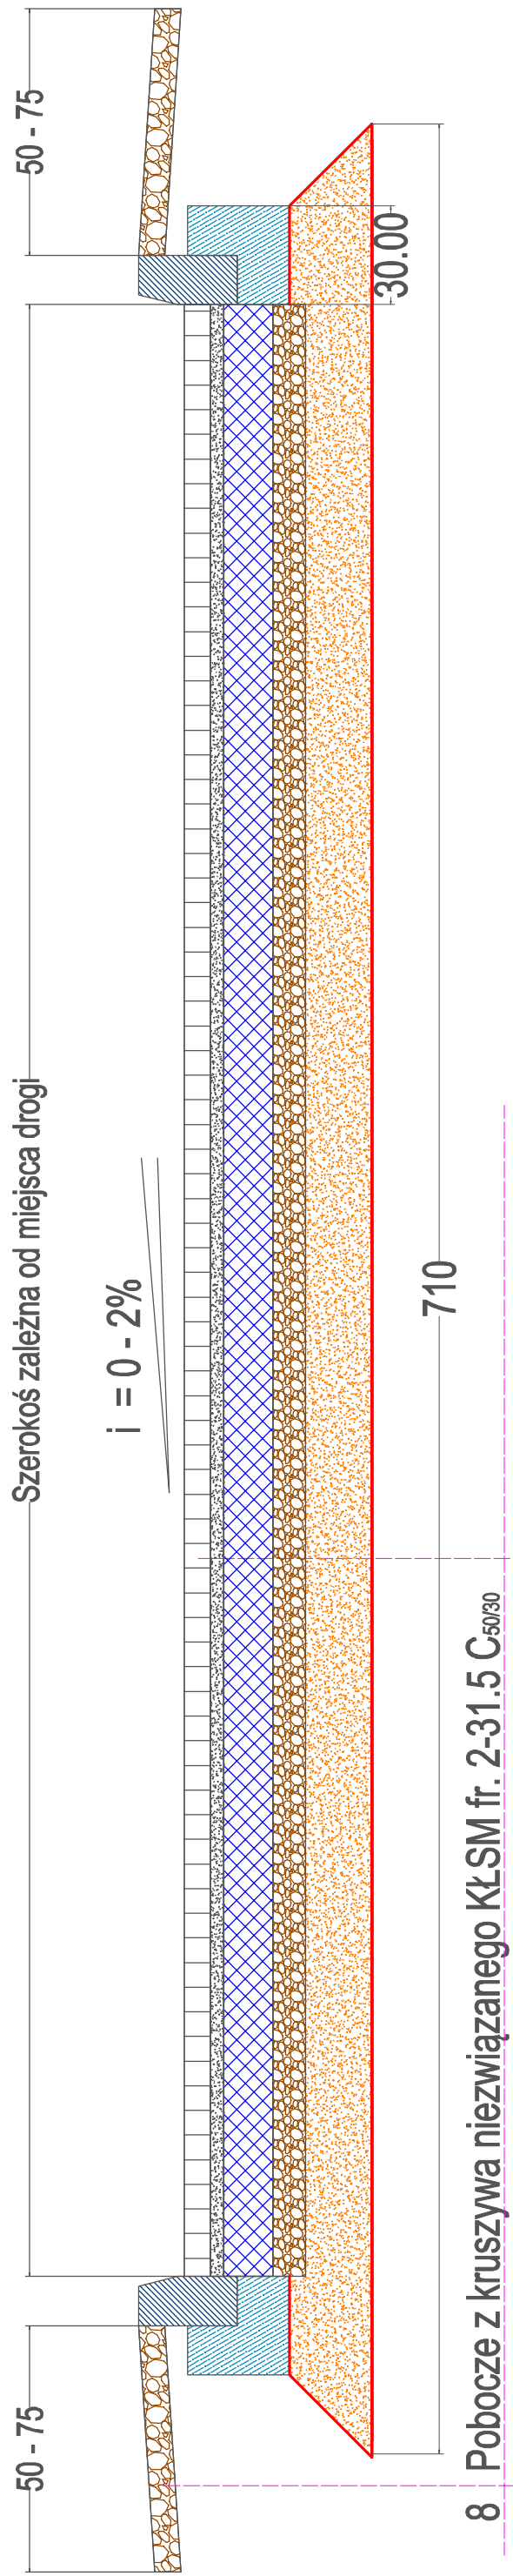 50 - 75
Szerokoś zależna od miejsca drogi
50 - 75
i = 0 - 2%
30.00
710
8 Pobocze z kruszywa niezwiązanego KŁSM fr. 2-31.5 C50/30